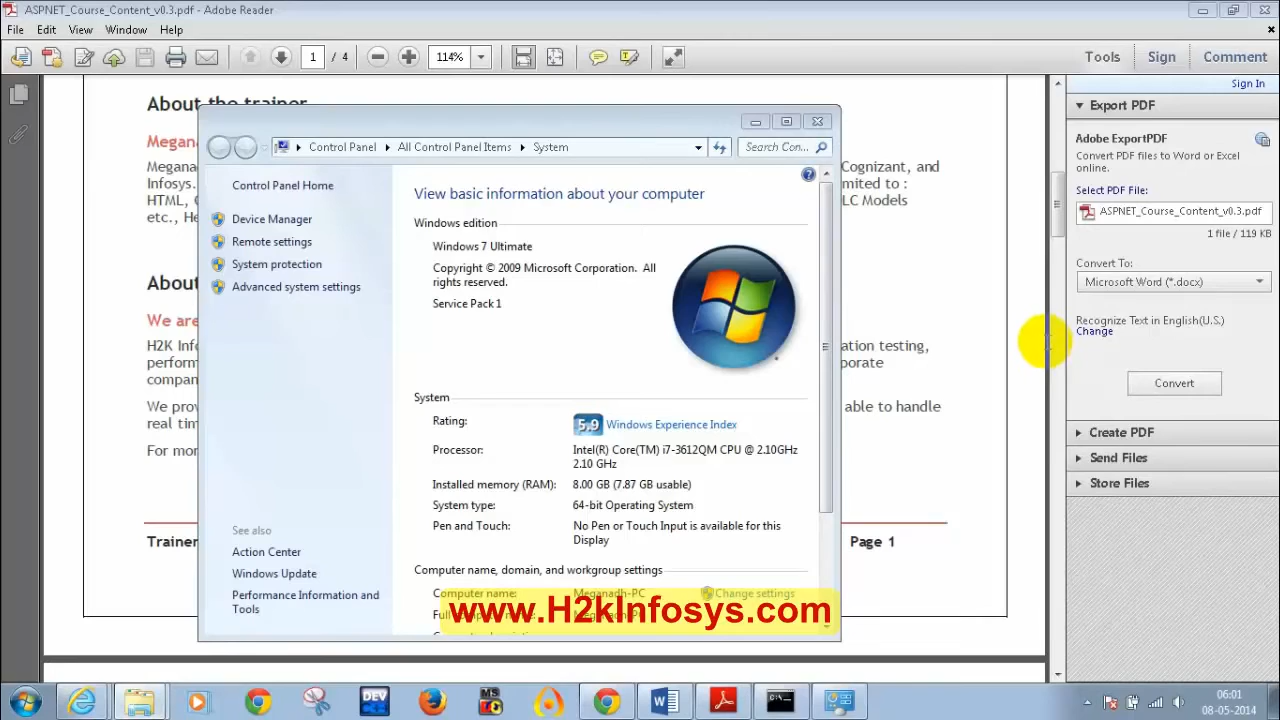 ASPNET_Course_Content_v0.3.pdf - Adobe Reader
File Edit View Window Help
1 / 4 114% Tools Sign Comment
Sign In
About the trainer
Megana
Meganad
Infosys.
HTML, C
etc., He
Cognizant, and
mited to :
LC Models
About
We are
H2K Info
perform
compan
We prov
real tim
For mor
ation testing,
porate
able to handle
Trainer
Page 1
Control Panel All Control Panel Items System Search Con...
Control Panel Home
Device Manager
Remote settings
System protection
Advanced system settings
See also
Action Center
Windows Update
Performance Information and
Tools
View basic information about your computer
Windows edition
Windows 7 Ultimate
Copyright © 2009 Microsoft Corporation. All
rights reserved.
Service Pack 1
System
Rating: 5.9 Windows Experience Index
Processor: Intel(R) Core(TM) i7-3612QM CPU @ 2.10GHz
2.10 GHz
Installed memory (RAM): 8.00 GB (7.87 GB usable)
System type: 64-bit Operating System
Pen and Touch: No Pen or Touch Input is available for this
Display
Computer name, domain, and workgroup settings
Computer name: Meganadh-PC Change settings
www.H2kInfosys.com
Export PDF
Adobe ExportPDF
Convert PDF files to Word or Excel
online.
Select PDF File:
ASPNET_Course_Content_v0.3.pdf
1 file / 119 KB
Convert To:
Microsoft Word (*.docx)
Recognize Text in English(U.S.)
Change
Convert
Create PDF
Send Files
Store Files
DEV
MS
06:01
08-05-2014